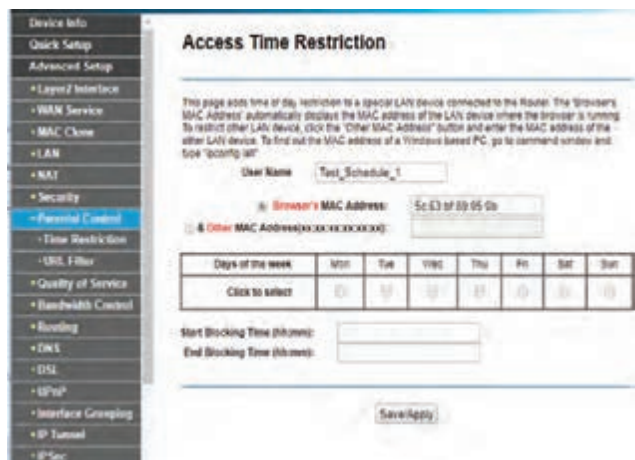 Device Info
Quick Setup
Advanced Setup
•Layer2 Interface
•WAN Service
•MAC Clone
•LAN
•NAT
•Security
•Parental Control
•Time Restriction
•URL Filter
•Quality of Service
•Bandwidth Control
•Routing
•DNS
•DSL
•UPnP
•Interface Grouping
•IP Tunnel
•IPSec
Access Time Restriction
This page adds time of day restriction to a special LAN device connected to the Router. The 'Browser's
MAC Address' automatically displays the MAC address of the LAN device where the browser is running.
To restrict other LAN device, click the "Other MAC Address" button and enter the MAC address of the
other LAN device. To find out the MAC address of a Windows based PC, go to command window and
type "ipconfig /all".
User Name Test_Schedule_1
Browser's MAC Address:
& Other MAC Address(xx:xx:xx:xx:xx:xx):
Days of the week Mon Tue Wed Thu Fri Sat Sun
Click to select
Start Blocking Time (hh:mm):
End Blocking Time (hh:mm):
Save/Apply